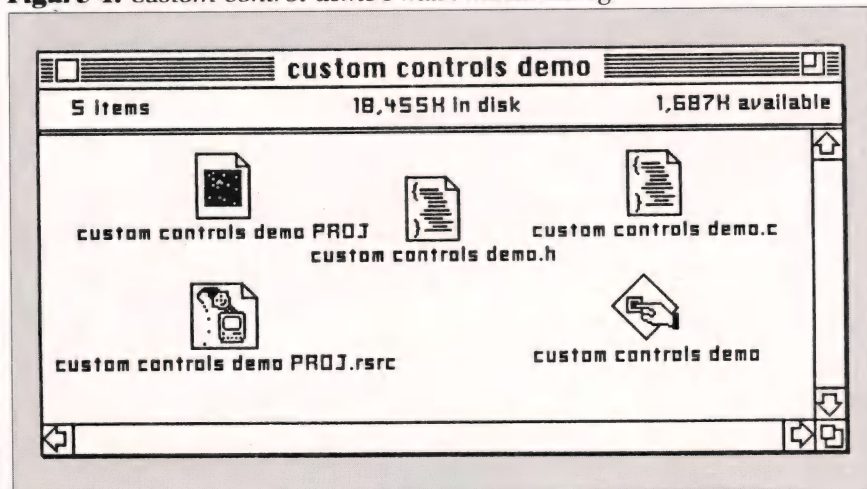 custom controls demo
5 items 18,455K in disk 1,687K available
custom controls demo PROJ
custom controls demo.h
custom controls demo.c
custom controls demo PROJ.rsrc
custom controls demo